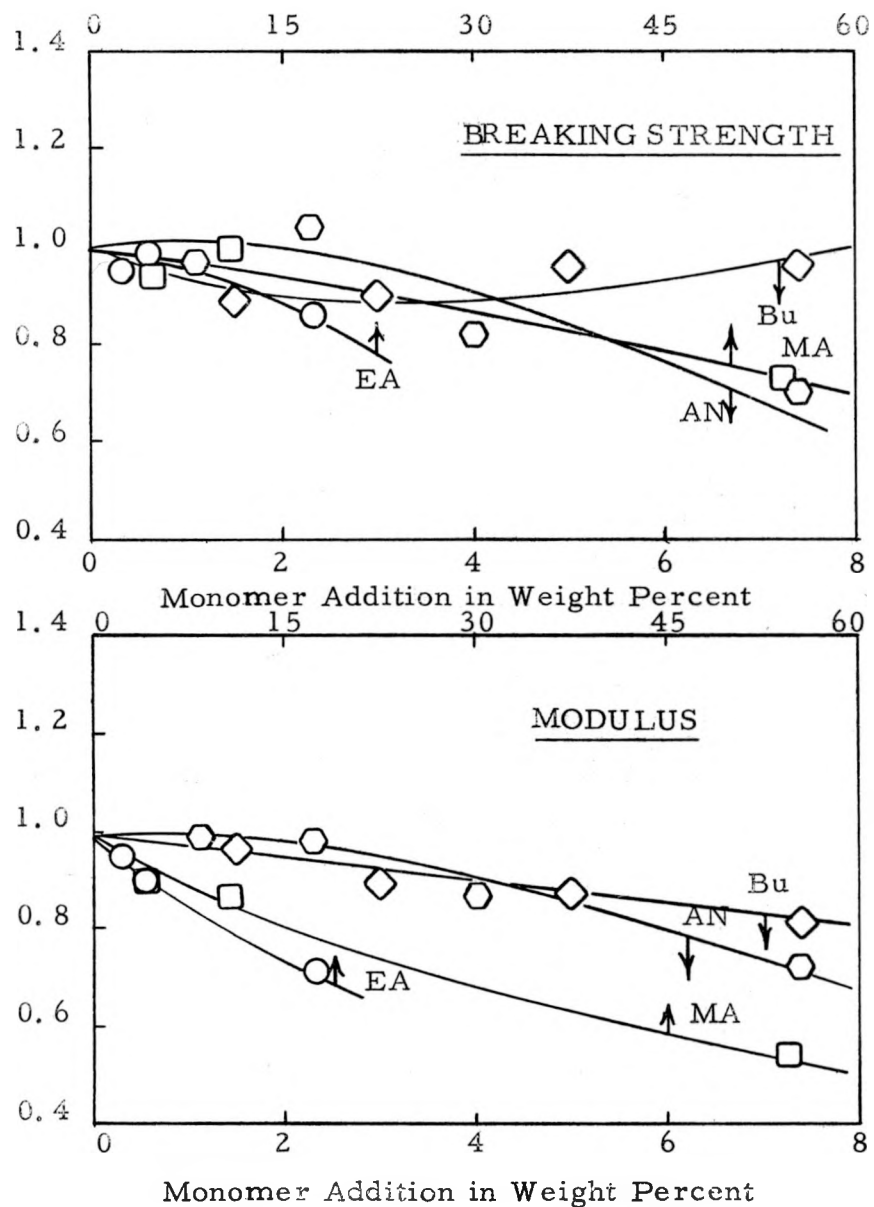 0 15 30 45 60
1.4
1.2
BREAKING STRENGTH
1.0
Bu
0.8
MA
EA
AN
0.6
0.4
0 2 4 6 8
Monomer Addition in Weight Percent
0 15 30 45 60
1.4
1.2
MODULUS
1.0
Bu
AN
0.8
EA
MA
0.6
0.4
0 2 4 6 8
Monomer Addition in Weight Percent